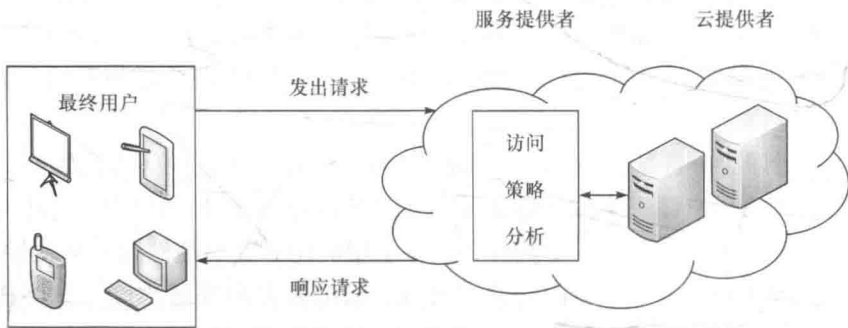 服务提供者
云提供者
最终用户
发出请求
访问
策略
分析
响应请求